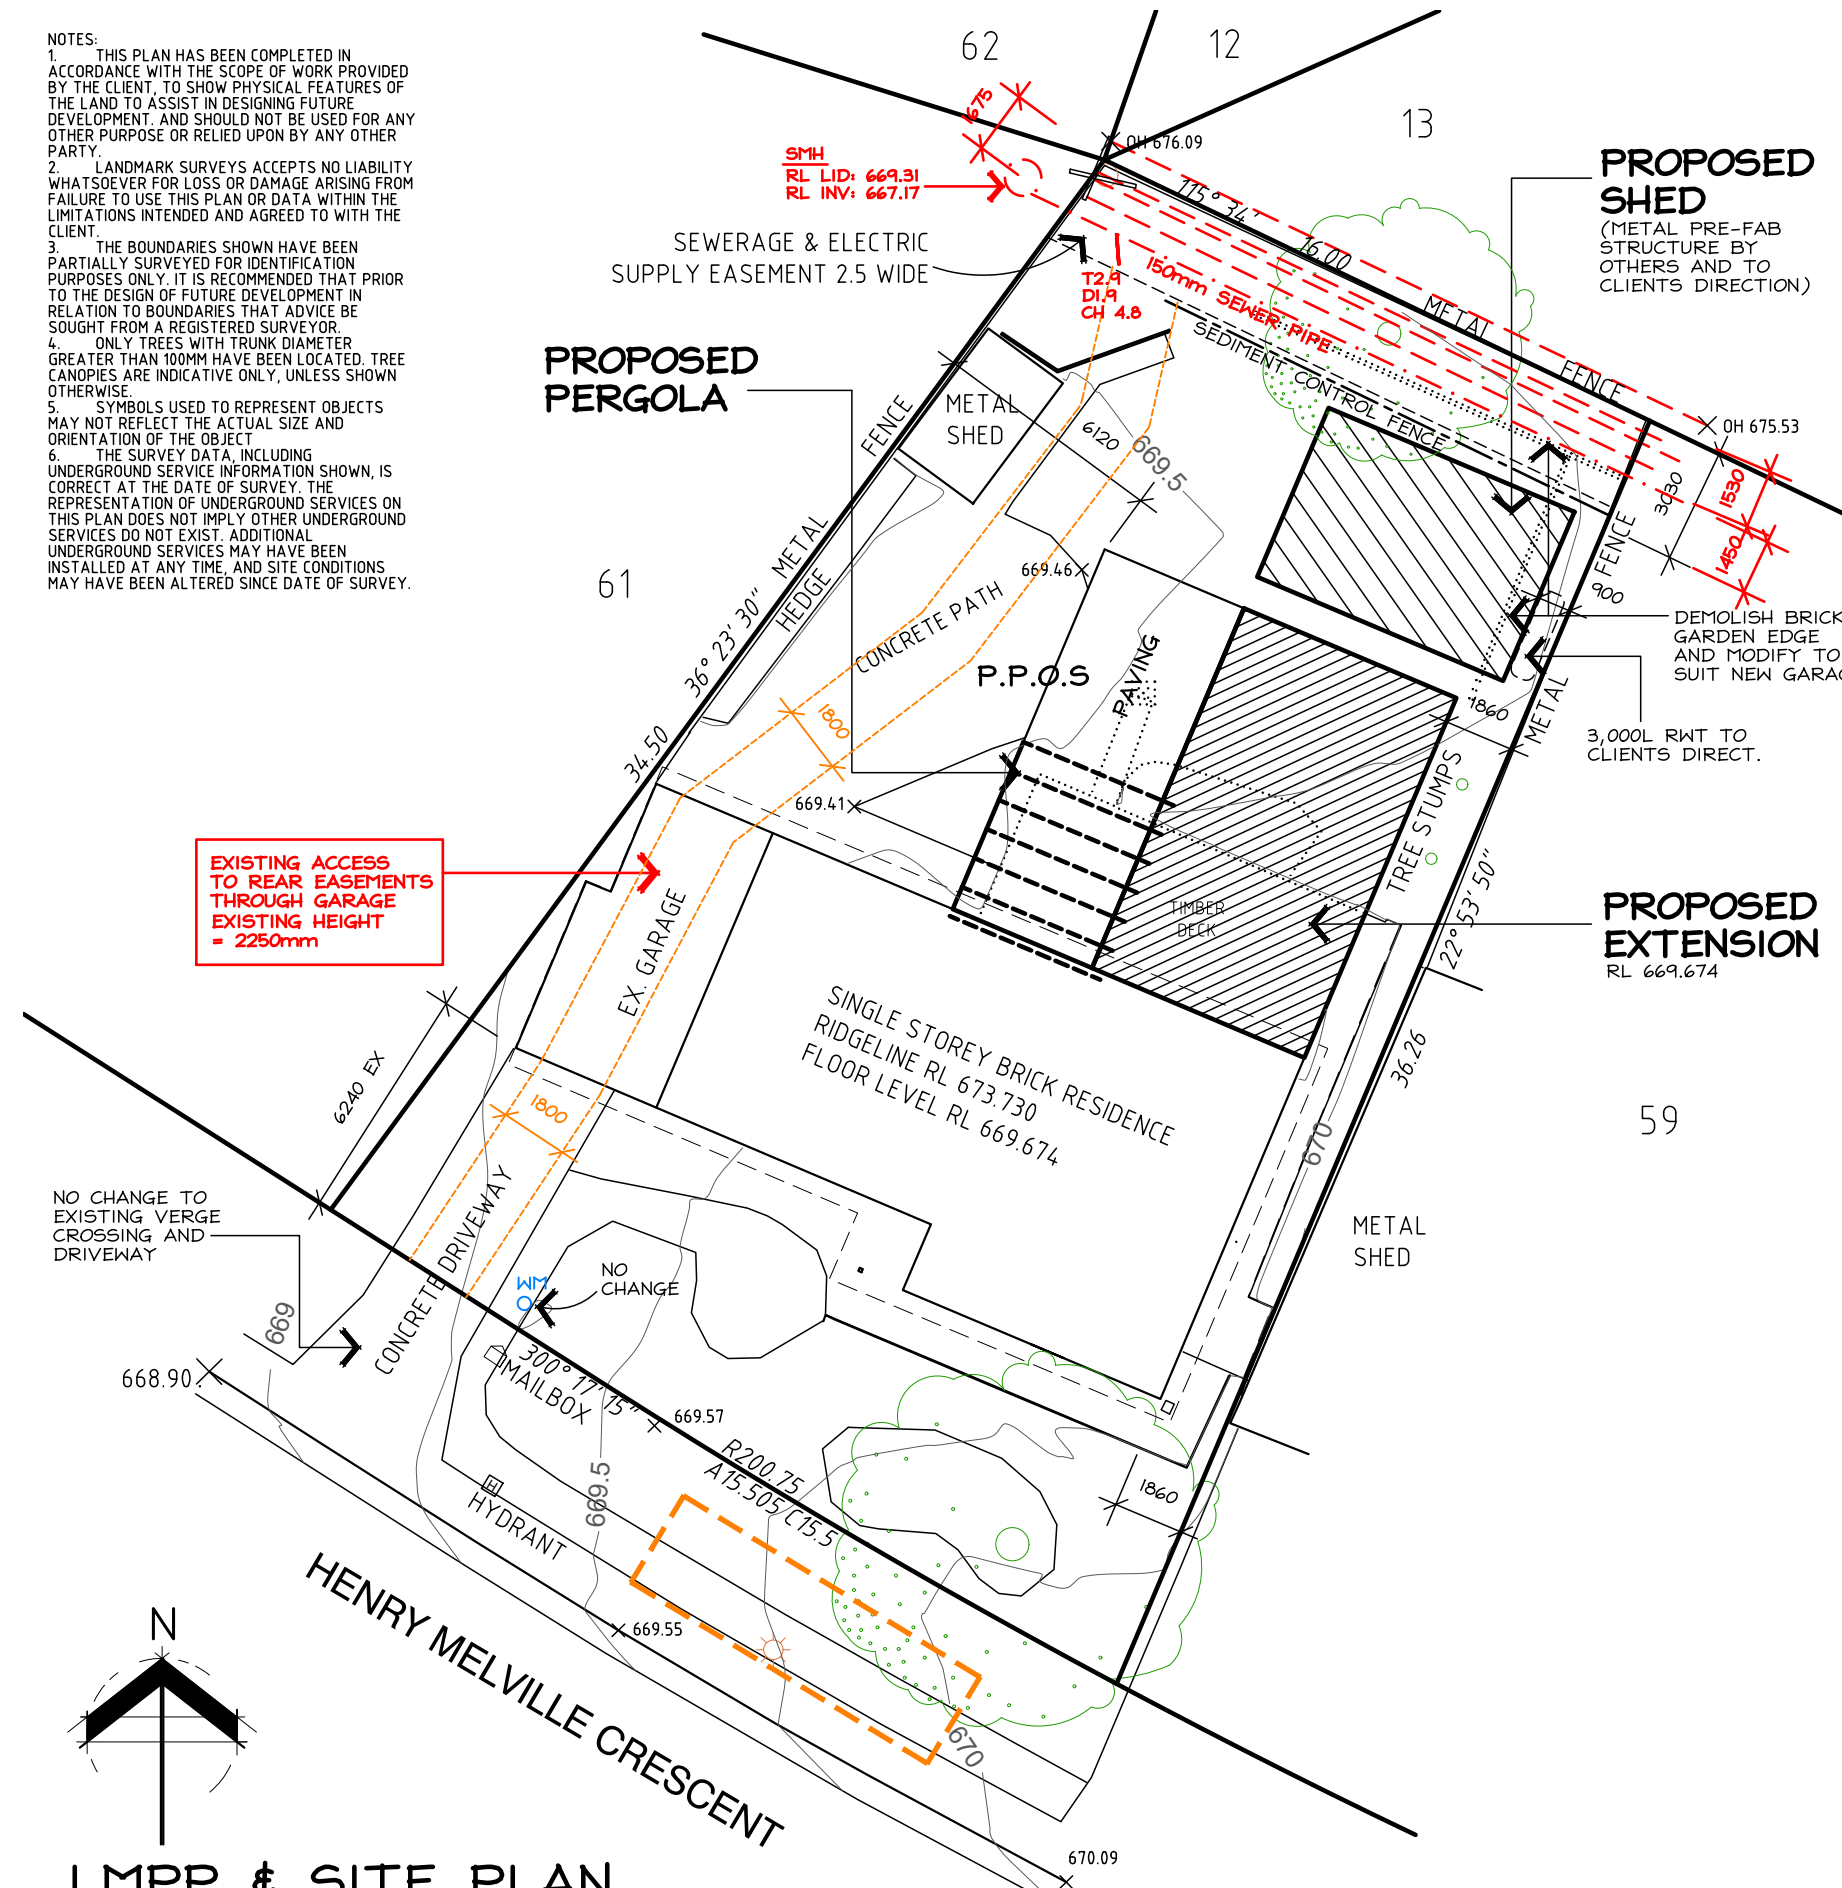 NOTES:
1. THIS PLAN HAS BEEN COMPLETED IN
ACCORDANCE WITH THE SCOPE OF WORK PROVIDED
BY THE CLIENT, TO SHOW PHYSICAL FEATURES OF
THE LAND TO ASSIST IN DESIGNING FUTURE
DEVELOPMENT. AND SHOULD NOT BE USED FOR ANY
OTHER PURPOSE OR RELIED UPON BY ANY OTHER
PARTY.
2. LANDMARK SURVEYS ACCEPTS NO LIABILITY
WHATSOEVER FOR LOSS OR DAMAGE ARISING FROM
FAILURE TO USE THIS PLAN OR DATA WITHIN THE
LIMITATIONS INTENDED AND AGREED TO WITH THE
CLIENT.
3. THE BOUNDARIES SHOWN HAVE BEEN
PARTIALLY SURVEYED FOR IDENTIFICATION
PURPOSES ONLY. IT IS RECOMMENDED THAT PRIOR
TO THE DESIGN OF FUTURE DEVELOPMENT IN
RELATION TO BOUNDARIES THAT ADVICE BE
SOUGHT FROM A REGISTERED SURVEYOR.
4. ONLY TREES WITH TRUNK DIAMETER
GREATER THAN 100MM HAVE BEEN LOCATED. TREE
CANOPIES ARE INDICATIVE ONLY, UNLESS SHOWN
OTHERWISE.
5. SYMBOLS USED TO REPRESENT OBJECTS
MAY NOT REFLECT THE ACTUAL SIZE AND
ORIENTATION OF THE OBJECT
6. THE SURVEY DATA, INCLUDING
UNDERGROUND SERVICE INFORMATION SHOWN, IS
CORRECT AT THE DATE OF SURVEY. THE
REPRESENTATION OF UNDERGROUND SERVICES ON
THIS PLAN DOES NOT IMPLY OTHER UNDERGROUND
SERVICES DO NOT EXIST. ADDITIONAL
UNDERGROUND SERVICES MAY HAVE BEEN
INSTALLED AT ANY TIME, AND SITE CONDITIONS
MAY HAVE BEEN ALTERED SINCE DATE OF SURVEY.
62
12
13
1675
OH 676.09
SMH
RL LID: 669.31
RL INV: 667.17
115° 34'
16.00
METAL
FENCE
PROPOSED
SHED
(METAL PRE-FAB
STRUCTURE BY
OTHERS AND TO
CLIENTS DIRECTION)
SEWERAGE & ELECTRIC
SUPPLY EASEMENT 2.5 WIDE
T2.9
D1.9
CH 4.8
150mm SEWER PIPE
SEDIMENT CONTROL FENCE
PROPOSED
PERGOLA
METAL
SHED
6120
669.5
OH 675.53
3030
1530
1450
FENCE
METAL
900
61
36° 23' 30"
METAL
FENCE
HEDGE
34.50
669.46
CONCRETE PATH
P.P.O.S
PAVING
1800
669.41
DEMOLISH BRICK
GARDEN EDGE
AND MODIFY TO
SUIT NEW GARAG
1860
3,000L RWT TO
CLIENTS DIRECT.
TREE STUMPS
22° 53' 50"
36.26
EXISTING ACCESS
TO REAR EASEMENTS
THROUGH GARAGE
EXISTING HEIGHT
= 2250mm
EX. GARAGE
TIMBER
DECK
PROPOSED
EXTENSION
RL 669.674
SINGLE STOREY BRICK RESIDENCE
RIDGELINE RL 673.730
FLOOR LEVEL RL 669.674
6240 EX
1800
670
59
METAL
SHED
NO CHANGE TO
EXISTING VERGE
CROSSING AND
DRIVEWAY
CONCRETE DRIVEWAY
WM
NO
CHANGE
669
668.90
300° 17' 15"
MAILBOX
669.57
R200.75
A15.505 C15.5
1860
669.5
H
HYDRANT
669.55
HENRY MELVILLE CRESCENT
670
670.09
N
LMPP & SITE PLAN